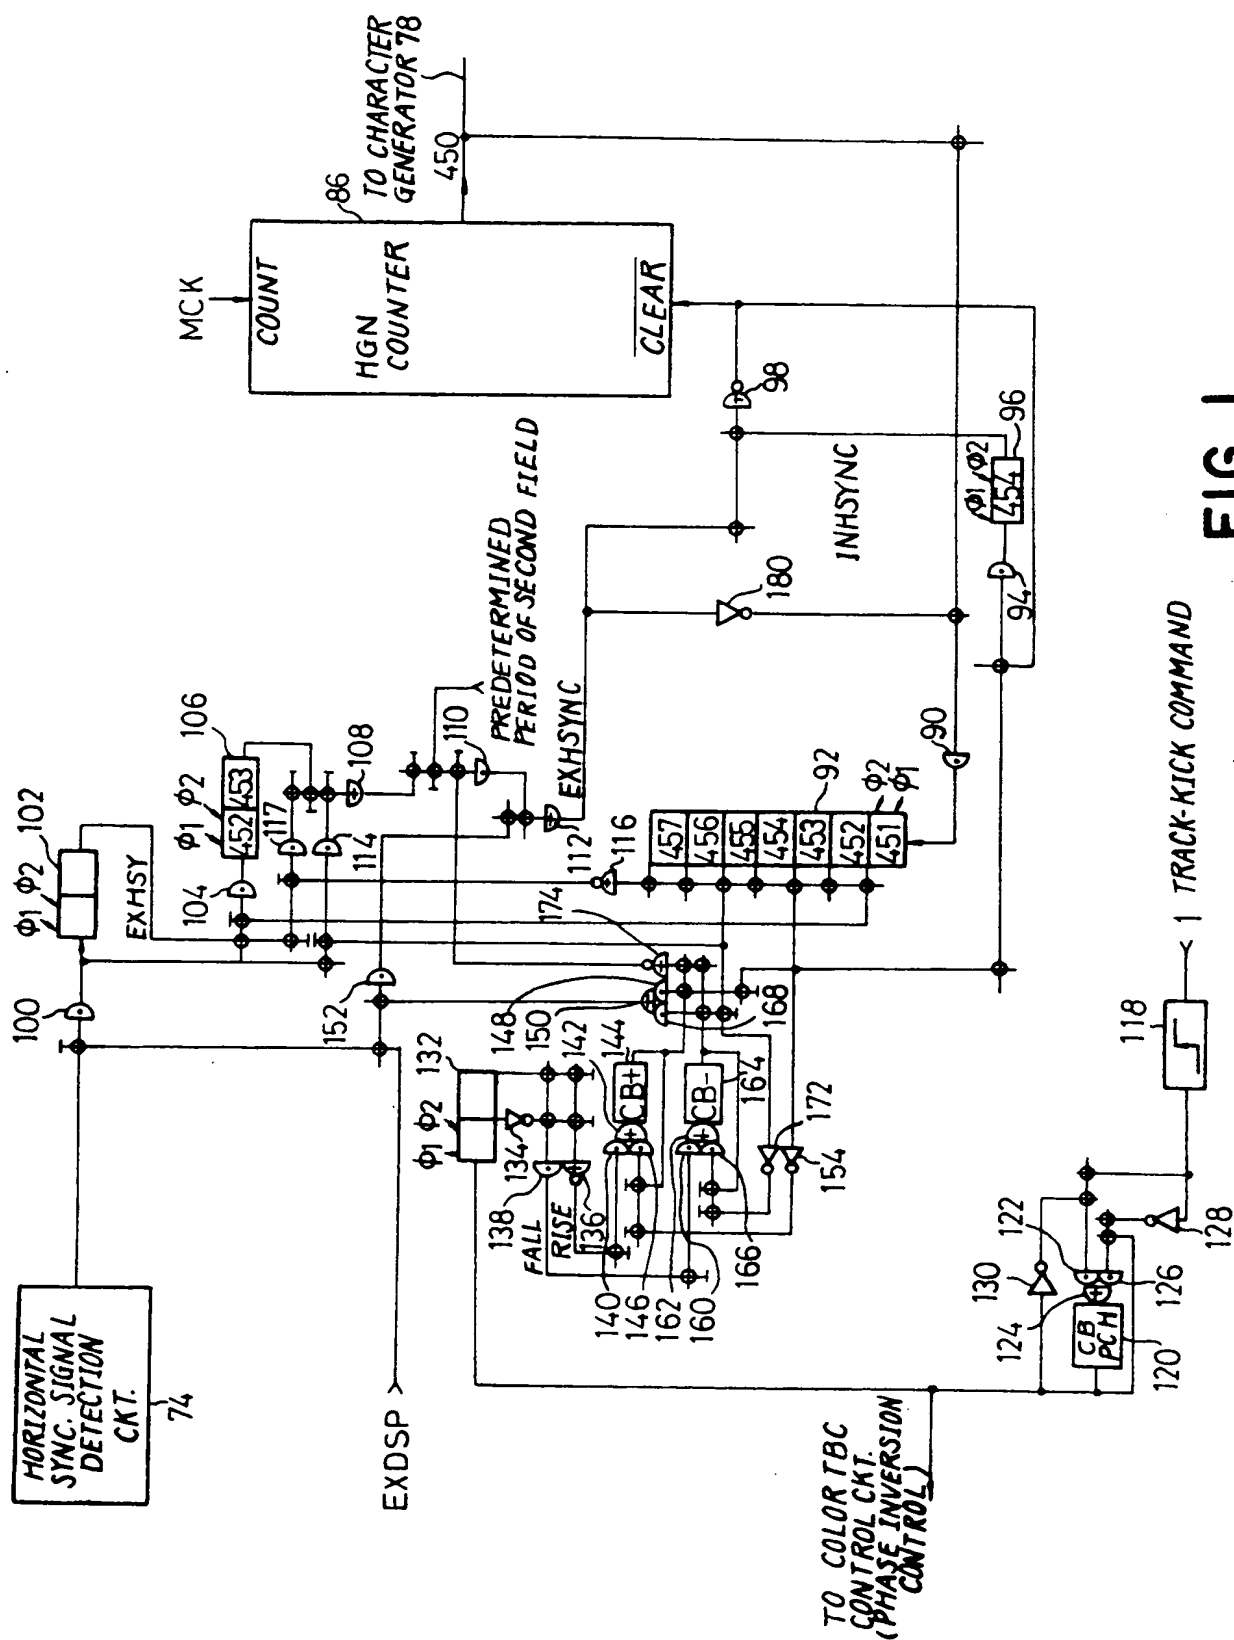 HORIZONTAL
SYNC. SIGNAL
DETECTION
CKT.
74
EXDSP
100
102
Φ1 Φ2
EXHSY
104
106
Φ1 Φ2
452 453
117
114
108
110
112
PREDETERMINED
PERIOD OF SECOND FIELD
EXHSYNC
152
MCK
COUNT
HGN
COUNTER
CLEAR
86
450
TO CHARACTER
GENERATOR 78
98
INHSYNC
180
Φ1 Φ2
454
96
94
90
92
116
457
456
455
454
453
452
451
Φ2
Φ1
174
148
150
142
144
168
132
Φ1 Φ2
134
138
136
FALL
RISE
CB+
CB-
164
172
154
140
146
162
160
166
1 TRACK-KICK COMMAND
118
128
122
130
124
126
CB
PCH
120
TO COLOR TBC
CONTROL CKT.
(PHASE INVERSION
CONTROL)
FIG. 1